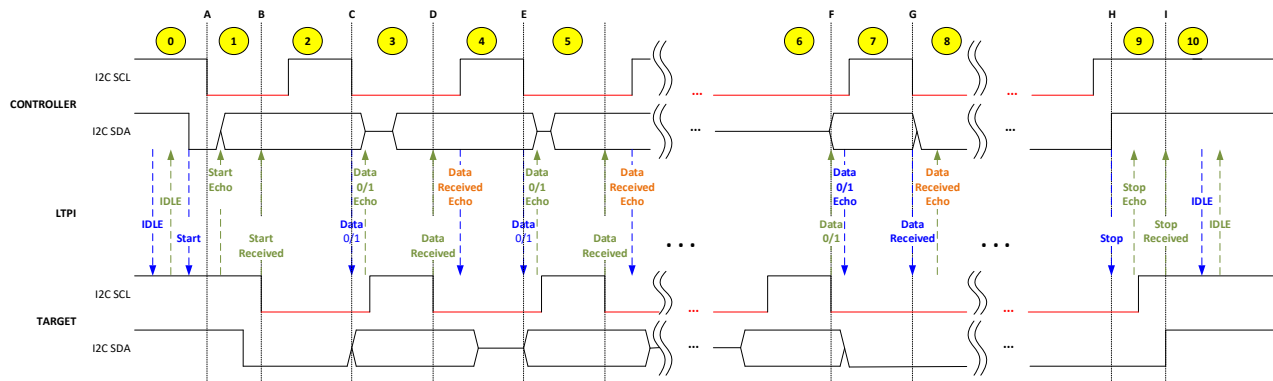 A B C D E F G H I
0 1 2 3 4 5 6 7 8 9 10
I2C SCL
CONTROLLER
... ...
I2C SDA
... ...
Start
Echo
IDLE
Data
0/1
Echo
Data
Received
Echo
Data
0/1
Echo
Data
Received
Echo
Data
0/1
Echo
Data
Received
Echo
Stop
Echo
IDLE
LTPI
IDLE
Start
Start
Received
Data
0/1
Data
Received
Data
0/1
Data
Received
. . .
Data
0/1
Data
Received
. . .
Stop
Stop
Received
IDLE
I2C SCL
... ...
TARGET
I2C SDA
... ...